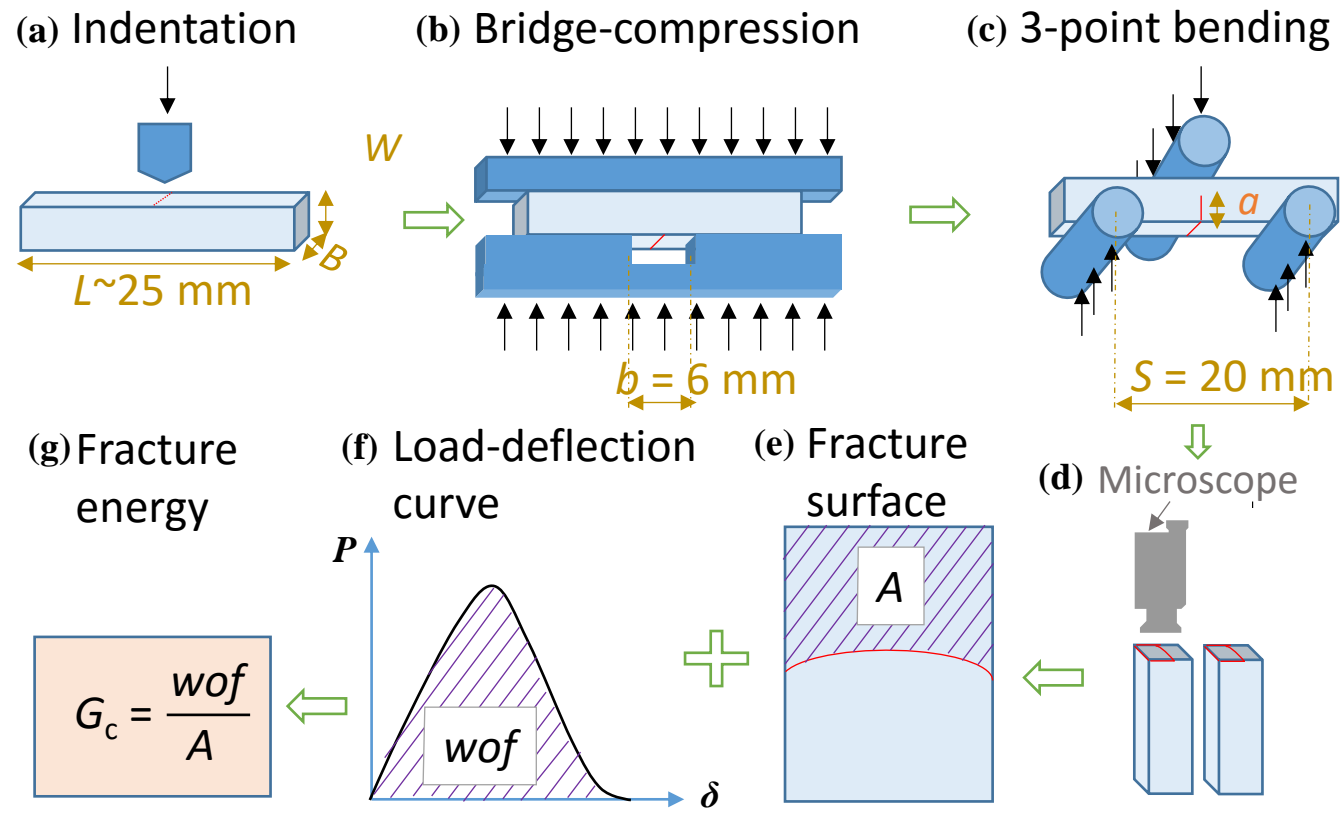 (a) Indentation
(b) Bridge-compression
(c) 3-point bending
W
B
L~25 mm
b = 6 mm
a
S = 20 mm
(g) Fracture
energy
(f) Load-deflection
curve
(e) Fracture
surface
(d) Microscope
P
wof
δ
A
G_c = wof
A